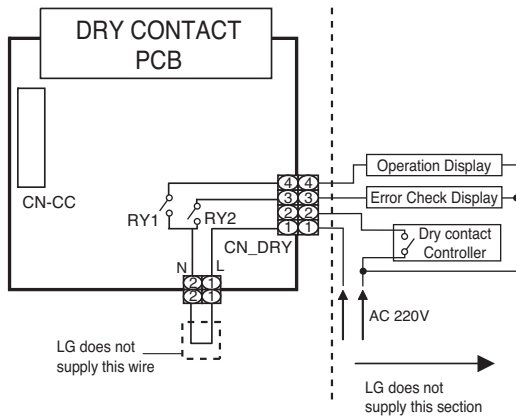 DRY CONTACT
PCB
CN-CC
RY1
RY2
4 4
3 3
2 2
1 1
CN_DRY
N
L
2 1
2 1
LG does not
supply this wire
Operation Display
Error Check Display
Dry contact
Controller
AC 220V
LG does not
supply this section